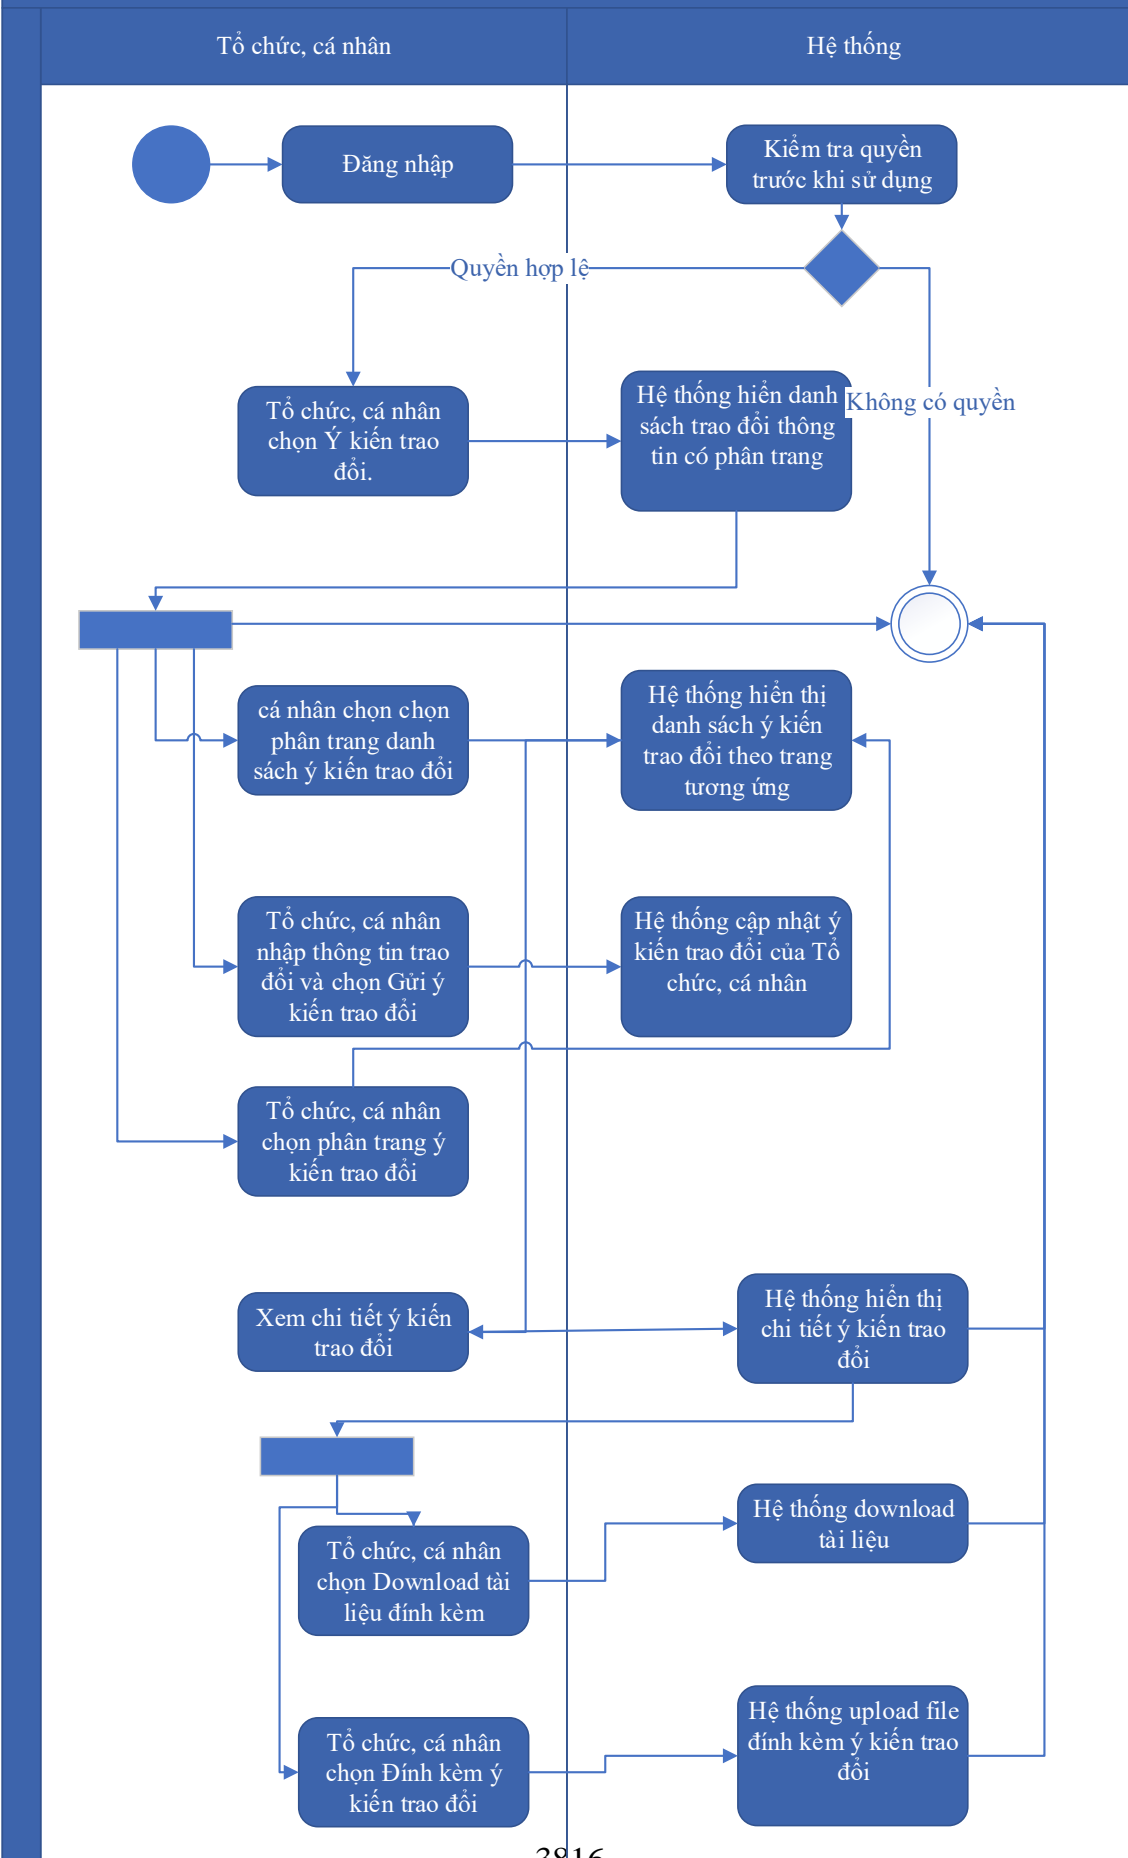 Tổ chức, cá nhân
Hệ thống
Đăng nhập
Kiểm tra quyền
trước khi sử dụng
Quyền hợp lệ
Không có quyền
Tổ chức, cá nhân
chọn Ý kiến trao
đổi.
Hệ thống hiển danh
sách trao đổi thông
tin có phân trang
cá nhân chọn chọn
phân trang danh
sách ý kiến trao đổi
Hệ thống hiển thị
danh sách ý kiến
trao đổi theo trang
tương ứng
Tổ chức, cá nhân
nhập thông tin trao
đổi và chọn Gửi ý
kiến trao đổi
Hệ thống cập nhật ý
kiến trao đổi của Tổ
chức, cá nhân
Tổ chức, cá nhân
chọn phân trang ý
kiến trao đổi
Xem chi tiết ý kiến
trao đổi
Hệ thống hiển thị
chi tiết ý kiến trao
đổi
Tổ chức, cá nhân
chọn Download tài
liệu đính kèm
Hệ thống download
tài liệu
Tổ chức, cá nhân
chọn Đính kèm ý
kiến trao đổi
Hệ thống upload file
đính kèm ý kiến trao
đổi
3816